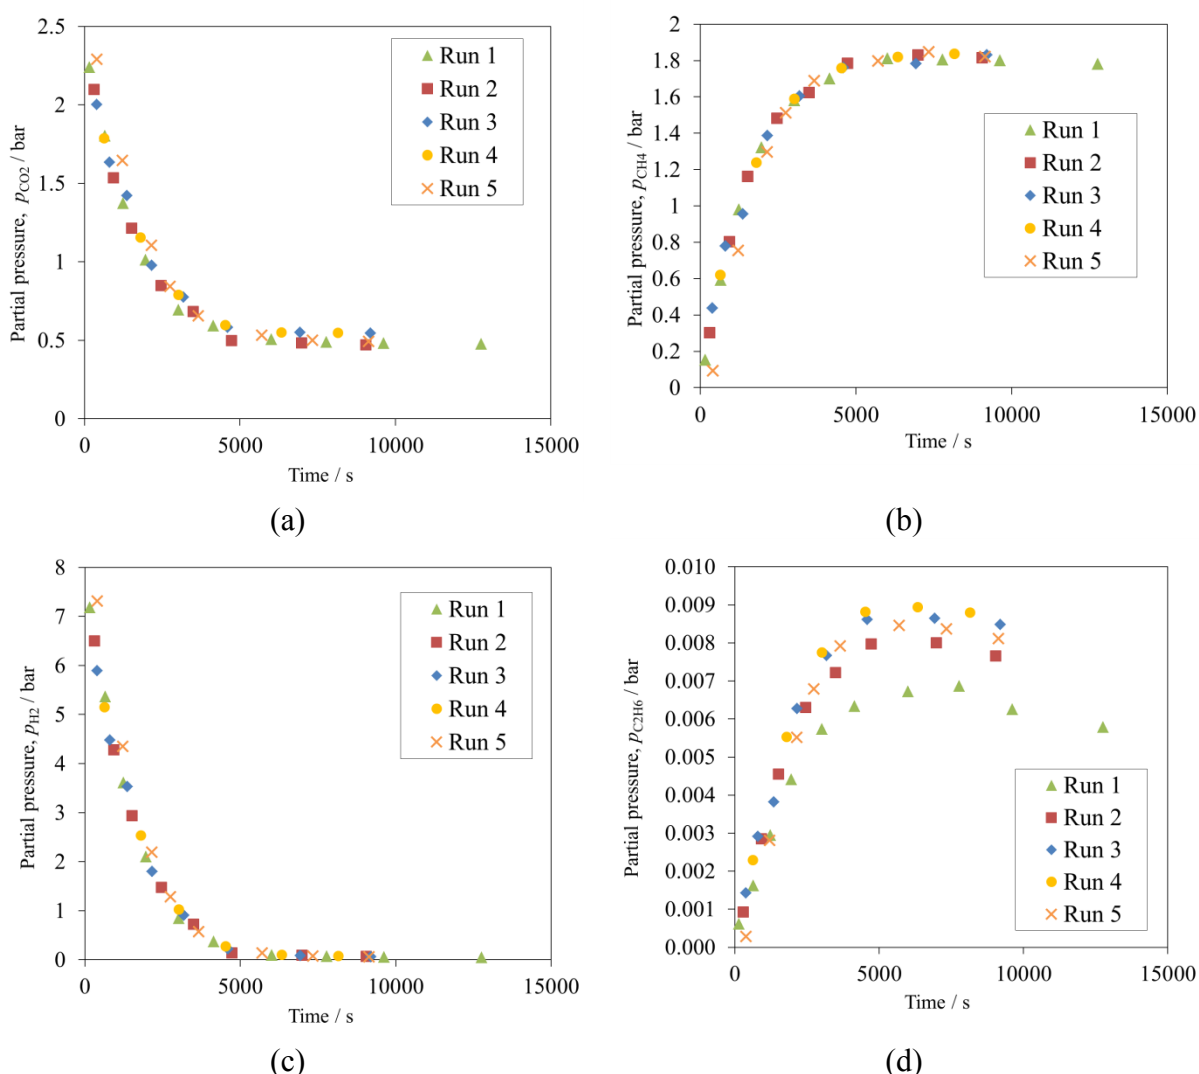 2.5
2
1.5
1
0.5
0
Partial pressure, pCO2 / bar
Run 1
Run 2
Run 3
Run 4
Run 5
0 5000 10000 15000
Time / s
(a)
2
1.8
1.6
1.4
1.2
1
0.8
0.6
0.4
0.2
0
Partial pressure, pCH4 / bar
Run 1
Run 2
Run 3
Run 4
Run 5
0 5000 10000 15000
Time / s
(b)
8
7
6
5
4
3
2
1
0
Partial pressure, pH2 / bar
Run 1
Run 2
Run 3
Run 4
Run 5
0 5000 10000 15000
Time / s
(c)
0.010
0.009
0.008
0.007
0.006
0.005
0.004
0.003
0.002
0.001
0.000
Partial pressure, pC2H6 / bar
Run 1
Run 2
Run 3
Run 4
Run 5
0 5000 10000 15000
Time / s
(d)